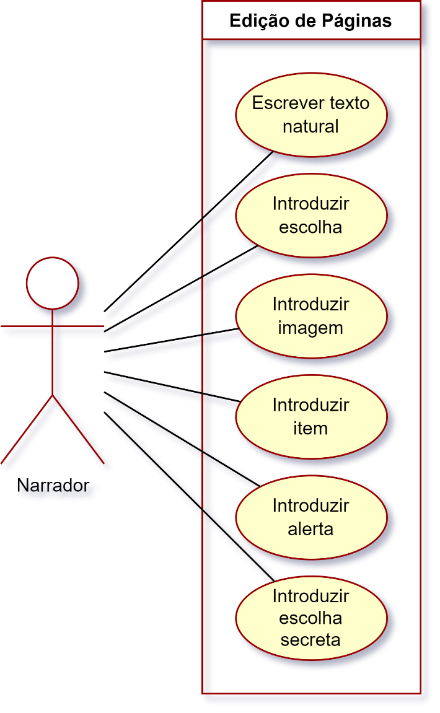 Edição de Páginas
Escrever texto
natural
Introduzir
escolha
Introduzir
imagem
Introduzir
item
Narrador
Introduzir
alerta
Introduzir
escolha
secreta